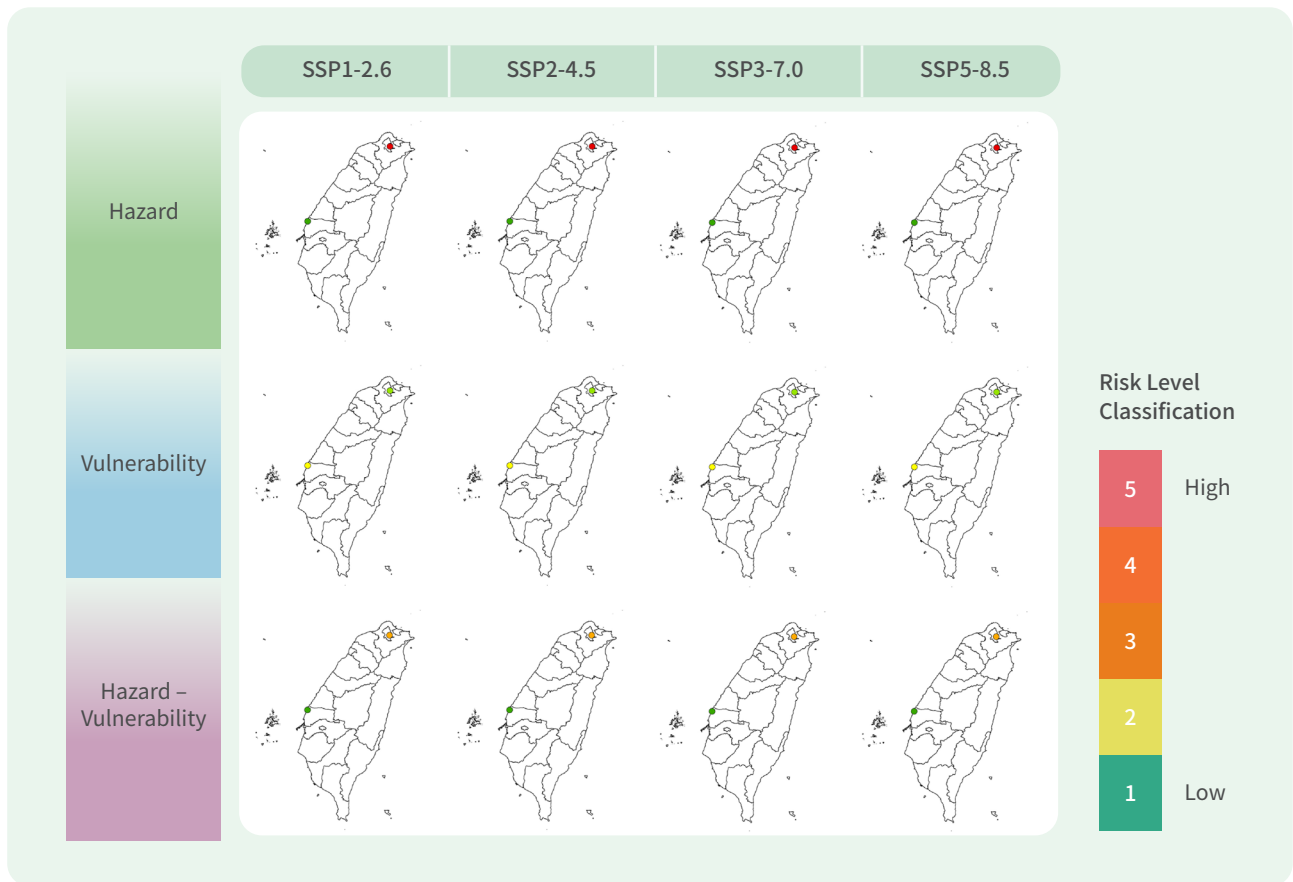 SSP1-2.6
SSP2-4.5
SSP3-7.0
SSP5-8.5
Hazard
Vulnerability
Hazard –
Vulnerability
Risk Level
Classification
5
High
4
3
2
1
Low